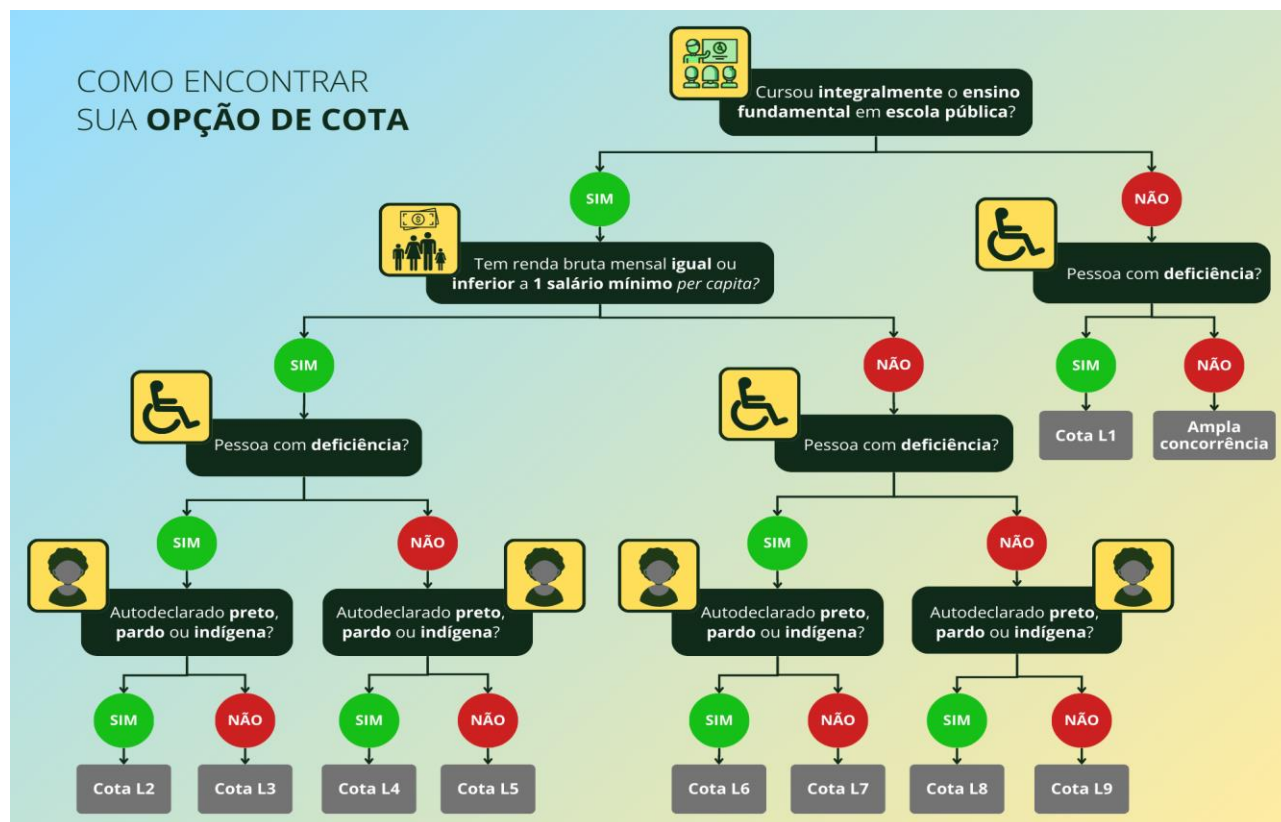 COMO ENCONTRAR
SUA OPÇÃO DE COTA
Cursou integralmente o ensino
fundamental em escola pública?
SIM
NÃO
Tem renda bruta mensal igual ou
inferior a 1 salário mínimo per capita?
Pessoa com deficiência?
SIM
NÃO
SIM
NÃO
Cota L1
Ampla
concorrência
Pessoa com deficiência?
Pessoa com deficiência?
SIM
NÃO
SIM
NÃO
Autodeclarado preto,
pardo ou indígena?
Autodeclarado preto,
pardo ou indígena?
Autodeclarado preto,
pardo ou indígena?
Autodeclarado preto,
pardo ou indígena?
SIM
NÃO
SIM
NÃO
SIM
NÃO
SIM
NÃO
Cota L2
Cota L3
Cota L4
Cota L5
Cota L6
Cota L7
Cota L8
Cota L9